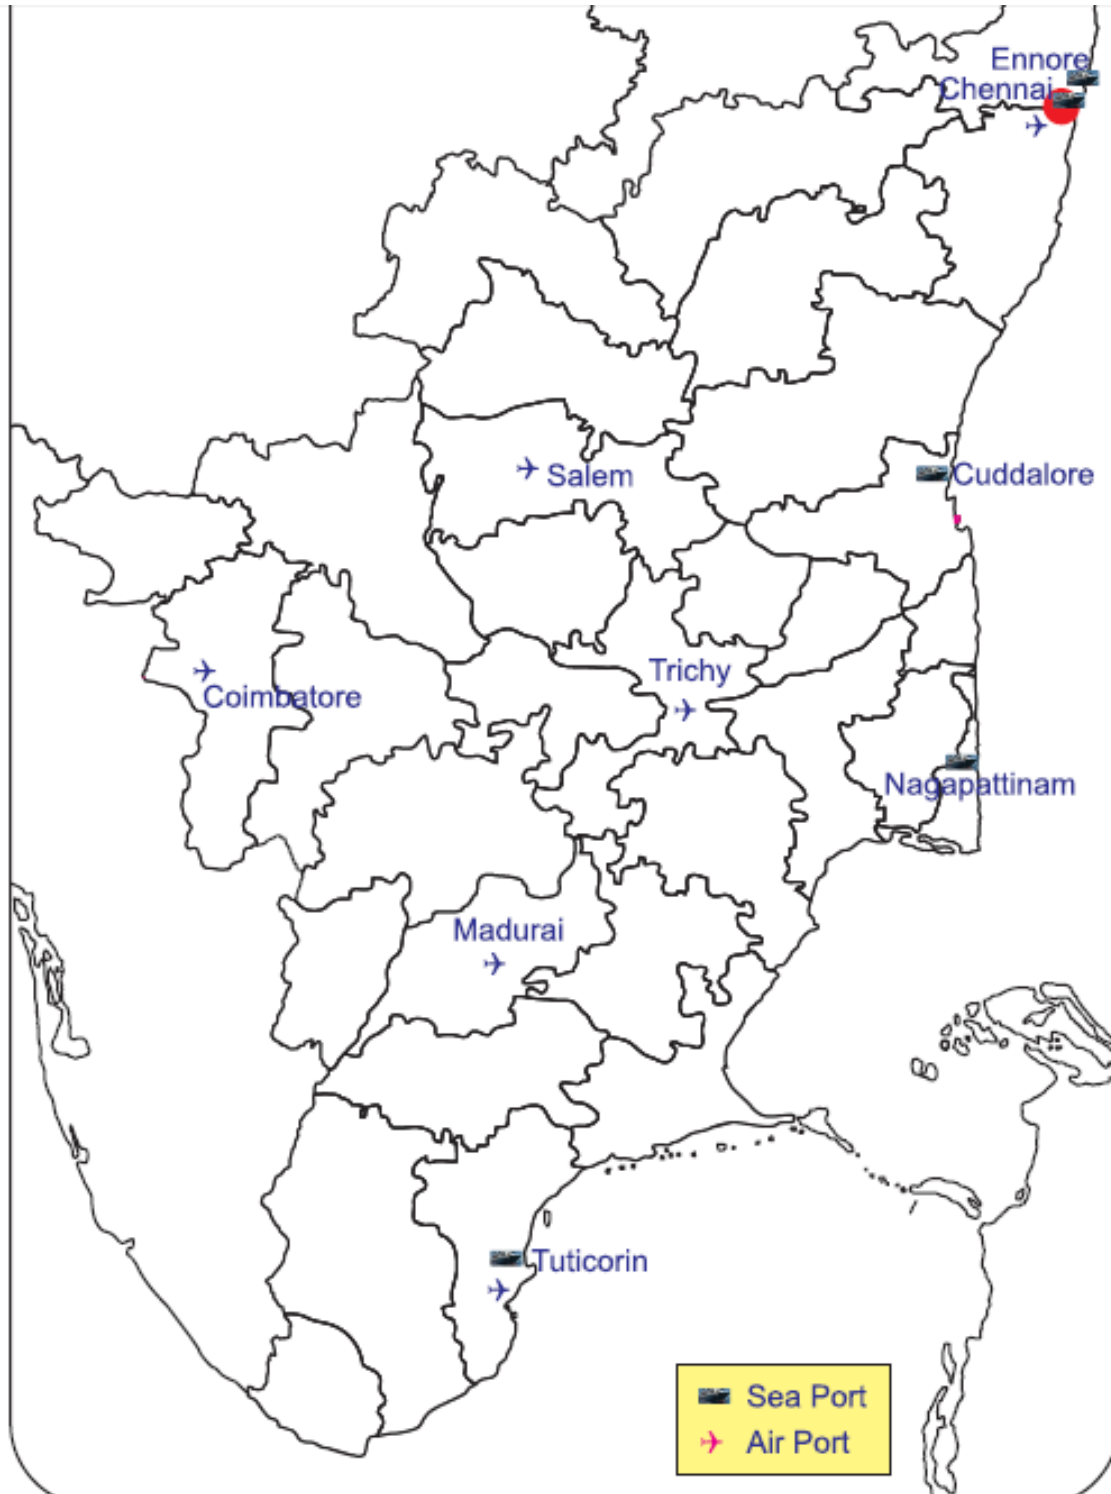 Ennore
Chennai
Salem
Cuddalore
Trichy
Coimbatore
Nagapattinam
Madurai
Tuticorin
Sea Port
Air Port